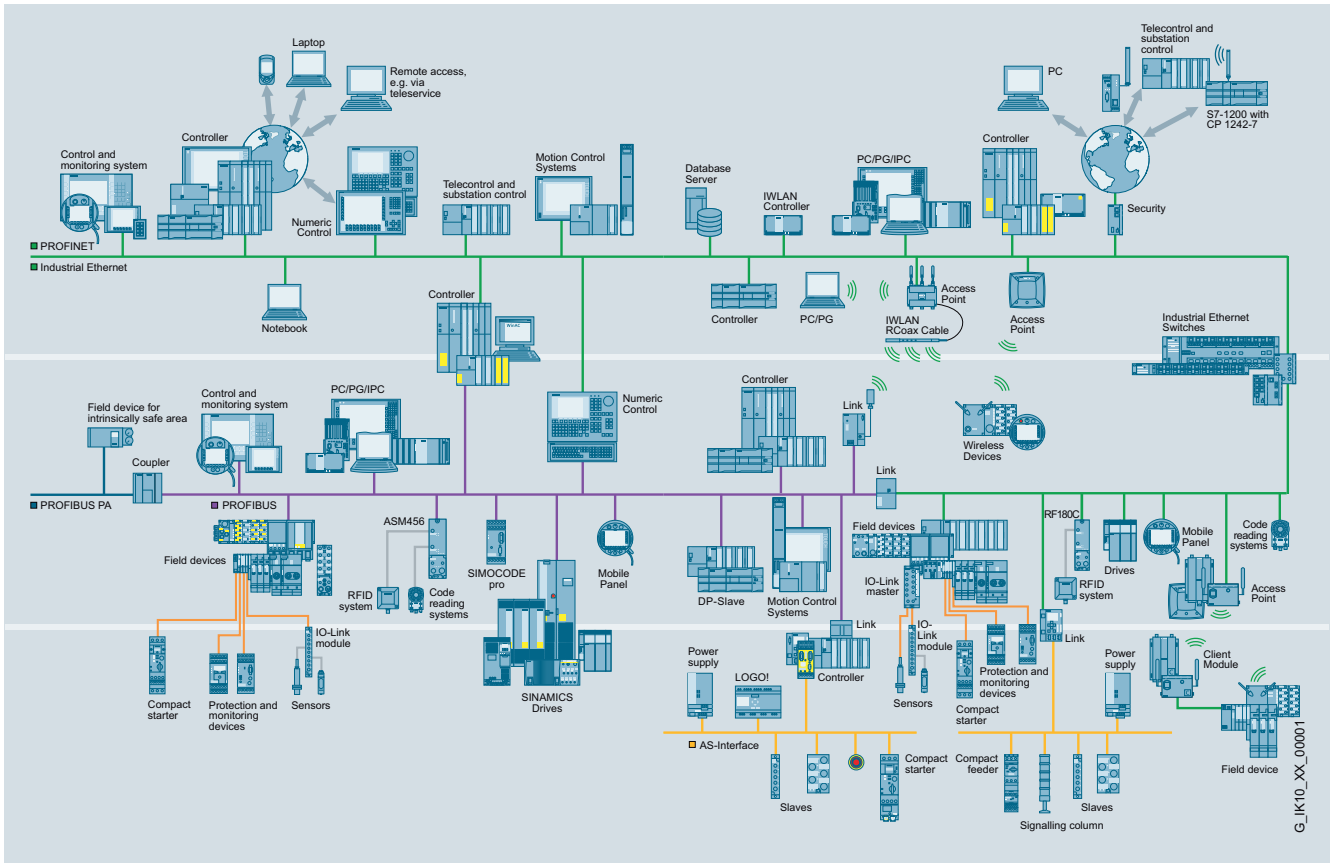 Laptop
Remote access,
e.g. via
teleservice
Controller
Control and
monitoring system
Numeric
Control
Telecontrol and
substation control
Motion Control
Systems
Database
Server
IWLAN
Controller
PC/PG/IPC
Controller
PC
Telecontrol and
substation
control
S7-1200 with
CP 1242-7
Security
PROFINET
Industrial Ethernet
Notebook
Controller
WinAC
Controller
PC/PG
Access
Point
IWLAN
RCoax Cable
Access
Point
Industrial Ethernet
Switches
Field device for
intrinsically safe area
Control and
monitoring system
PC/PG/IPC
Numeric
Control
Controller
Link
Wireless
Devices
Coupler
Link
PROFIBUS PA
PROFIBUS
Field devices
ASM456
RFID
system
Code
reading
systems
SIMOCODE
pro
Mobile
Panel
DP-Slave
Motion Control
Systems
Field devices
IO-Link
master
RF180C
RFID
system
Drives
Mobile
Panel
Code
reading
systems
Access
Point
Compact
starter
Protection and
monitoring
devices
IO-Link
module
Sensors
SINAMICS
Drives
Power
supply
LOGO!
Link
Controller
IO-
Link
module
Sensors
Compact
starter
Protection and
monitoring
devices
Link
Power
supply
Client
Module
Field device
AS-Interface
Slaves
Compact
starter
Compact
feeder
Signalling column
Slaves
G_IK10_XX_00001